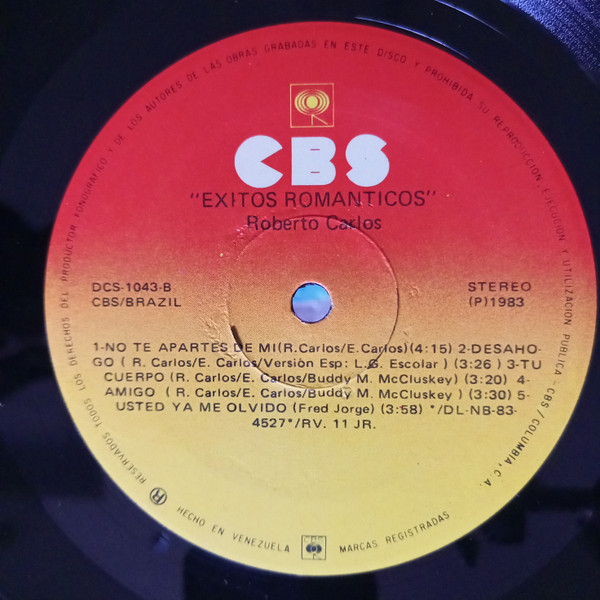 RESERVADOS TODOS LOS DERECHOS DEL PRODUCTOR FONOGRAFICO Y DE LOS AUTORES DE LAS OBRAS GRABADAS EN ESTE DISCO Y PROHIBIDA SU REPRODUCCION, EJECUCION Y UTILIZACION PUBLICA - CBS / COLUMBIA, C.A.
CBS
"EXITOS ROMANTICOS"
Roberto Carlos
DCS-1043-B
CBS/BRAZIL
STEREO
(P)1983
1-NO TE APARTES DE MI(R.Carlos/E.Carlos)(4:15) 2-DESAHO-
GO ( R. Carlos/E. Carlos/Versión Esp: L.G. Escolar ) (3:26 ) 3-TU
CUERPO (R. Carlos/E. Carlos/Buddy M. McCluskey) (3:20) 4-
AMIGO ( R. Carlos/E. Carlos/Buddy M. McCluskey) (3:30) 5-
USTED YA ME OLVIDO (Fred Jorge) (3:58) */DL-NB-83-
4527*/RV. 11 JR.
R
HECHO EN VENEZUELA
CBS
MARCAS REGISTRADAS